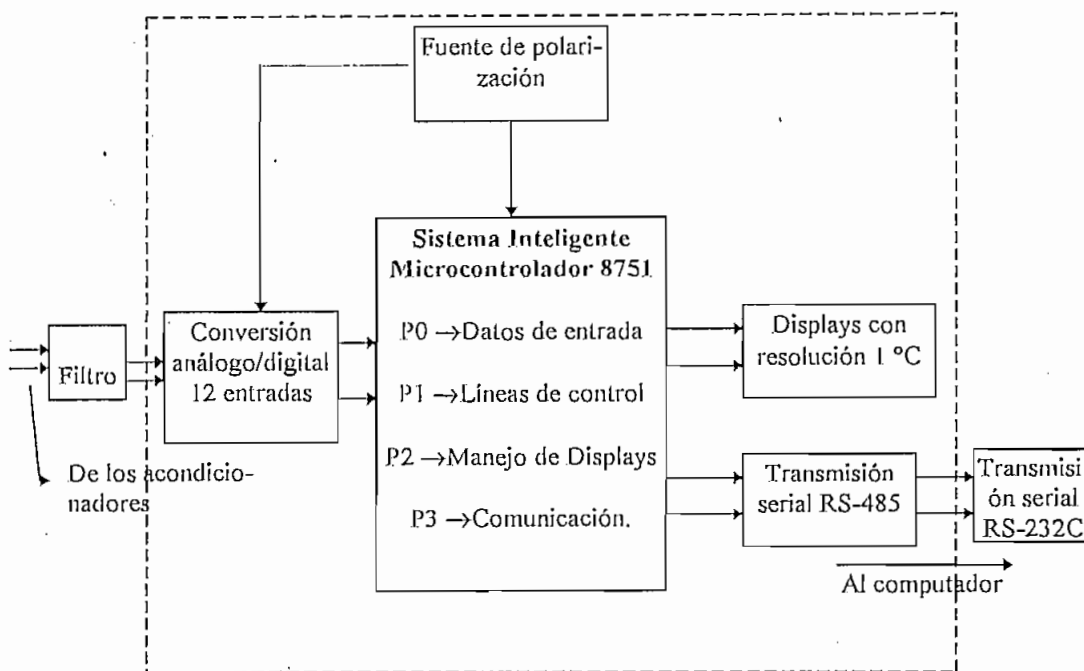 Fuente de polari-
zación
Sistema Inteligente
Microcontrolador 8751
P0 →Datos de entrada
P1 →Líneas de control
P2 →Manejo de Displays
P3 →Comunicación.
Conversión
análogo/digital
12 entradas
Filtro
De los acondicio-
nadores
Displays con
resolución 1 °C
Transmisión
serial RS-485
Transmisi
ón serial
RS-232C
Al computador